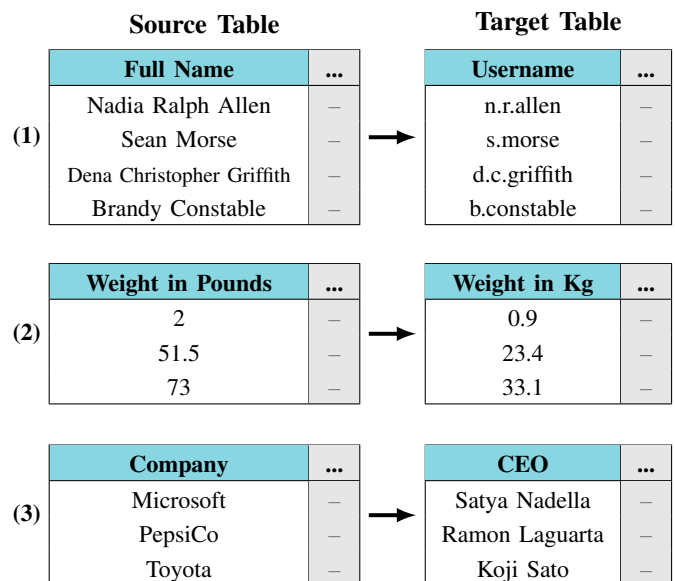 Source Table Target Table
Full Name ... Username ...
(1)
Nadia Ralph Allen – n.r.allen –
Sean Morse – s.morse –
Dena Christopher Griffith – d.c.griffith –
Brandy Constable – b.constable –
Weight in Pounds ... Weight in Kg ...
(2)
2 – 0.9 –
51.5 – 23.4 –
73 – 33.1 –
Company ... CEO ...
(3)
Microsoft – Satya Nadella –
PepsiCo – Ramon Laguarta –
Toyota – Koji Sato –